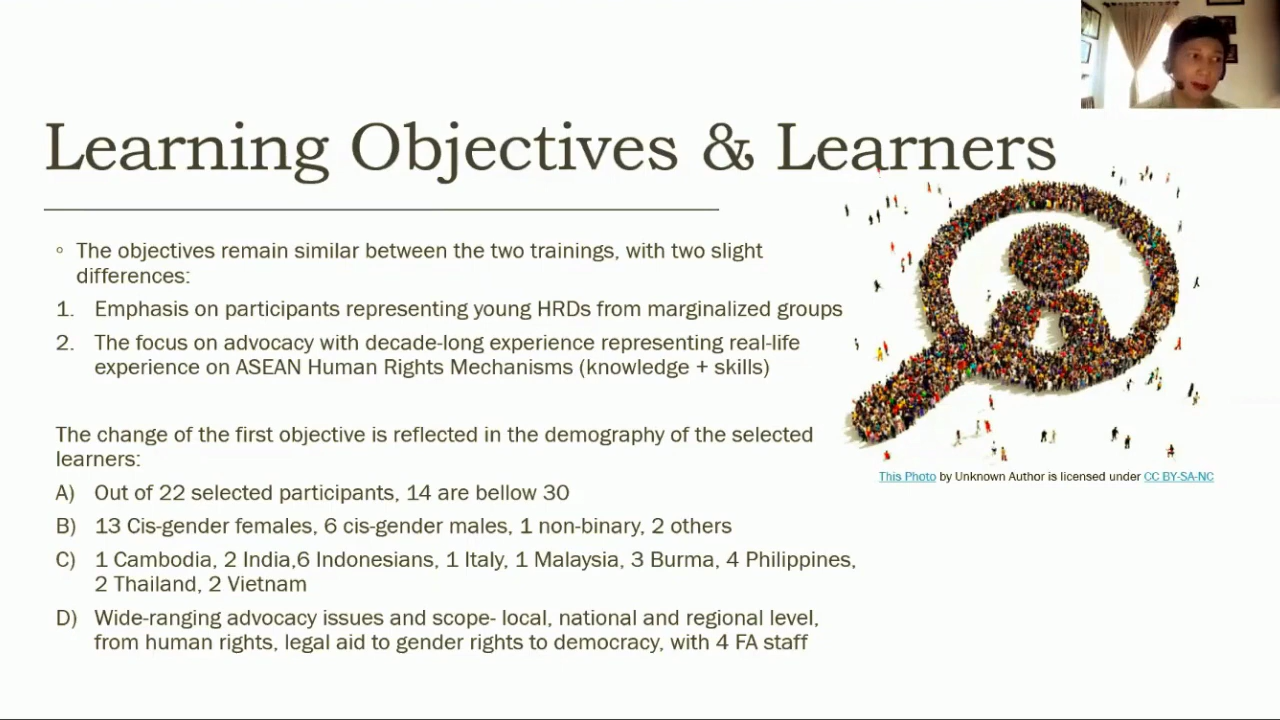 Learning Objectives & Learners
◦ The objectives remain similar between the two trainings, with two slight
differences:
1. Emphasis on participants representing young HRDs from marginalized groups
2. The focus on advocacy with decade-long experience representing real-life
experience on ASEAN Human Rights Mechanisms (knowledge + skills)
The change of the first objective is reflected in the demography of the selected
learners:
A) Out of 22 selected participants, 14 are bellow 30
B) 13 Cis-gender females, 6 cis-gender males, 1 non-binary, 2 others
C) 1 Cambodia, 2 India,6 Indonesians, 1 Italy, 1 Malaysia, 3 Burma, 4 Philippines,
2 Thailand, 2 Vietnam
D) Wide-ranging advocacy issues and scope- local, national and regional level,
from human rights, legal aid to gender rights to democracy, with 4 FA staff
This Photo by Unknown Author is licensed under CC BY-SA-NC